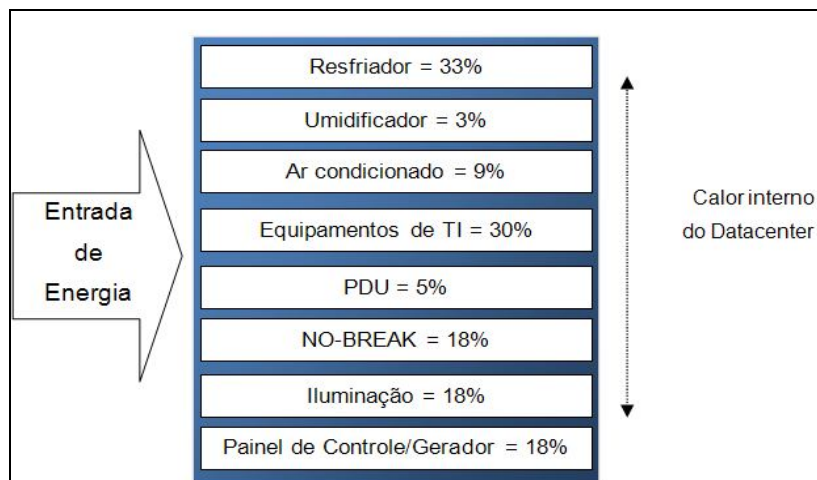 Resfriador = 33%
Umidificador = 3%
Ar condicionado = 9%
Equipamentos de TI = 30%
PDU = 5%
NO-BREAK = 18%
Iluminação = 18%
Painel de Controle/Gerador = 18%
Entrada
de
Energia
Calor interno
do Datacenter